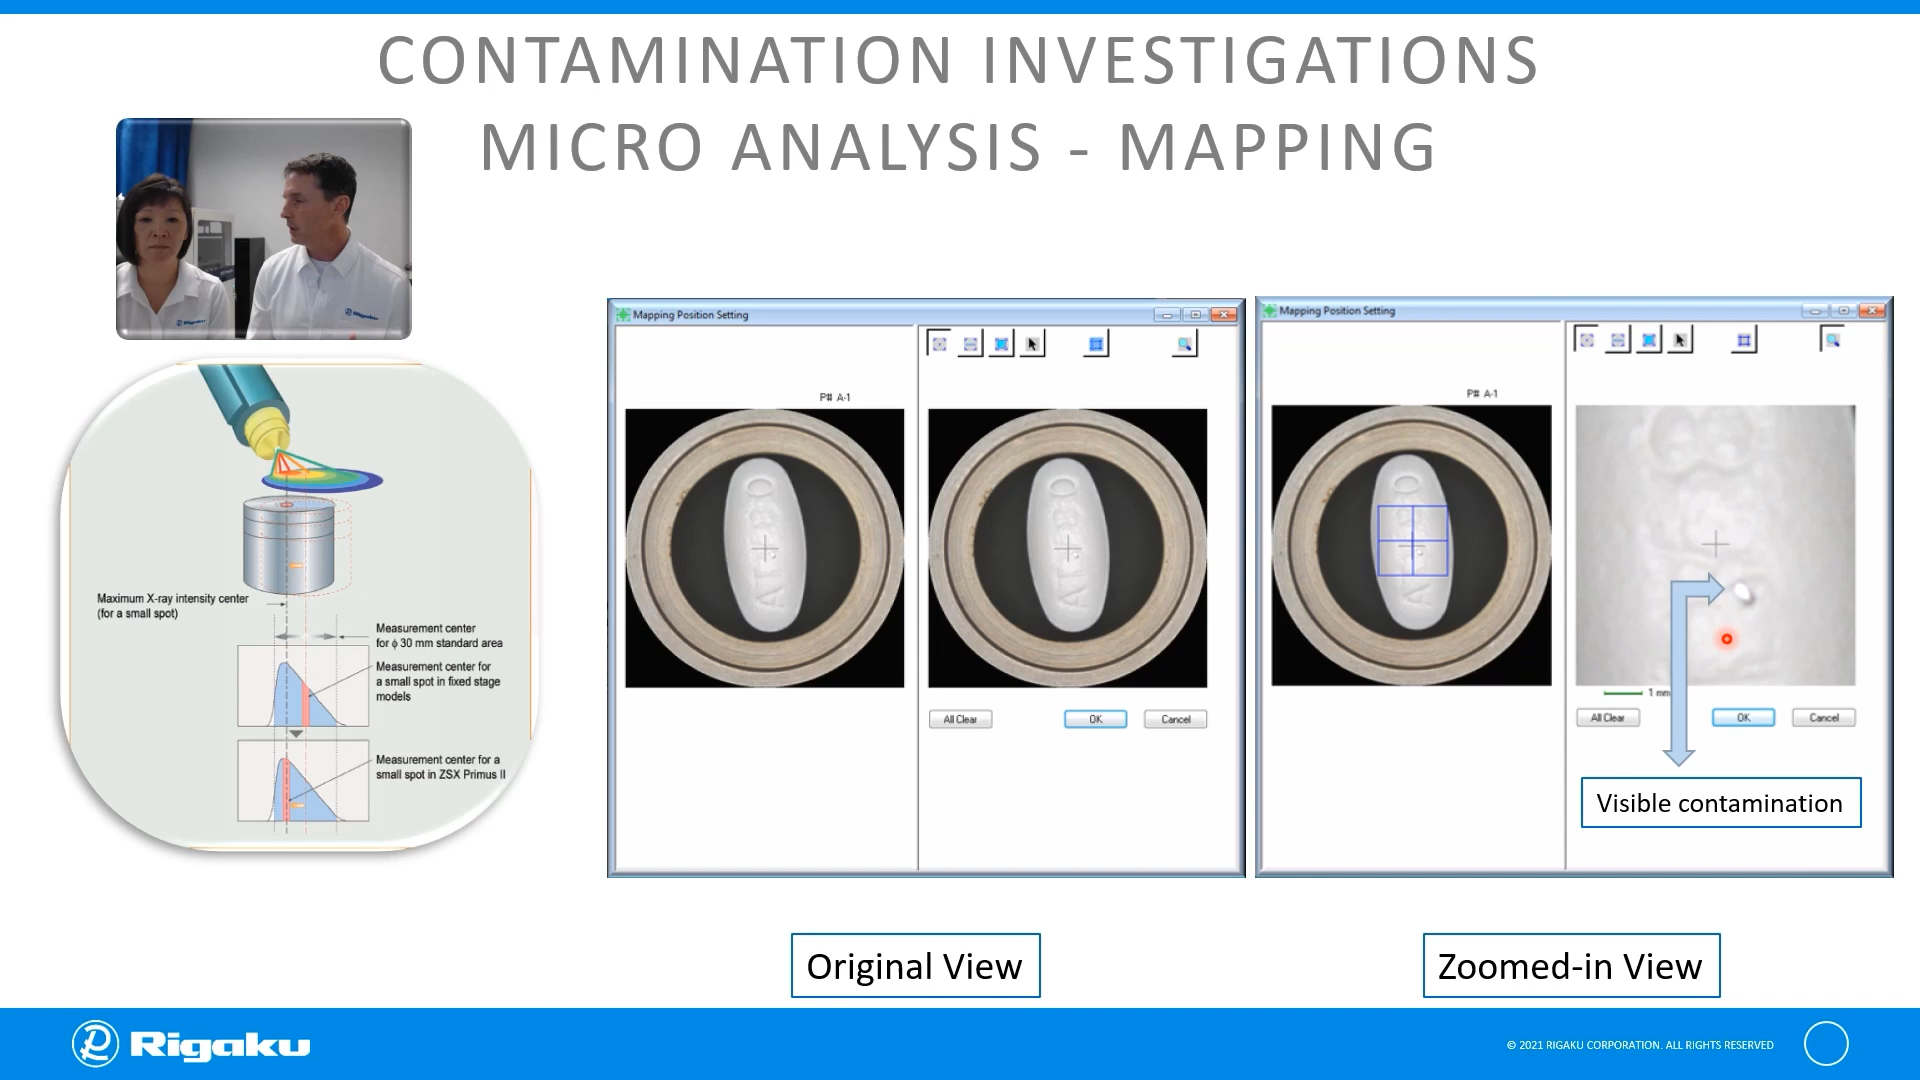 CONTAMINATION INVESTIGATIONS
MICRO ANALYSIS - MAPPING
Rigaku
Maximum X-ray intensity center
(for a small spot)
Measurement center
for ϕ 30 mm standard area
Measurement center for
a small spot in fixed stage
models
Measurement center for a
small spot in ZSX Primus II
Mapping Position Setting
P# A-1
All Clear
OK
Cancel
Mapping Position Setting
P# A-1
1 mm
All Clear
OK
Cancel
Visible contamination
Original View
Zoomed-in View
Rigaku
© 2021 RIGAKU CORPORATION. ALL RIGHTS RESERVED